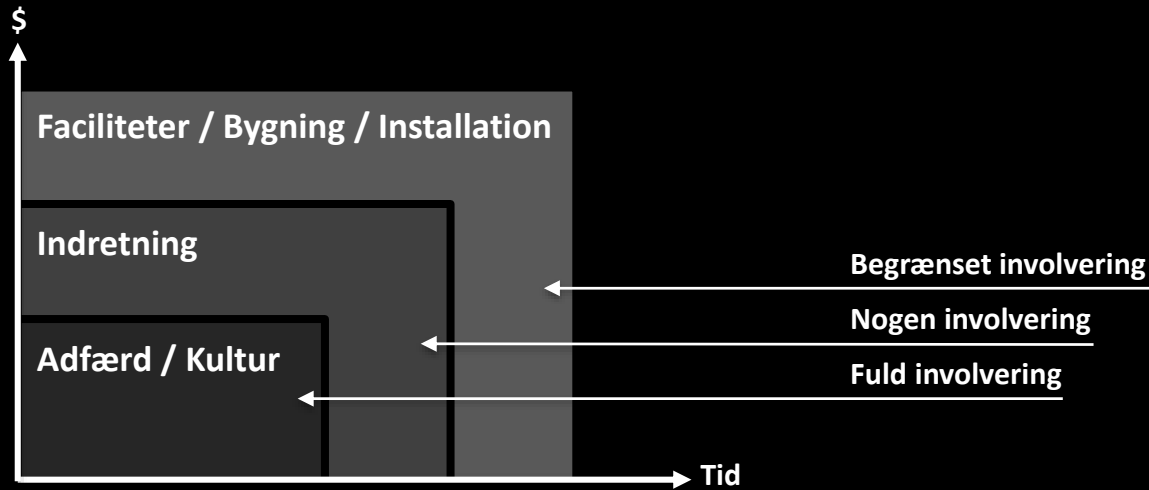 $
Faciliteter / Bygning / Installation
Indretning
Begrænset involvering
Nogen involvering
Adfærd / Kultur
Fuld involvering
Tid